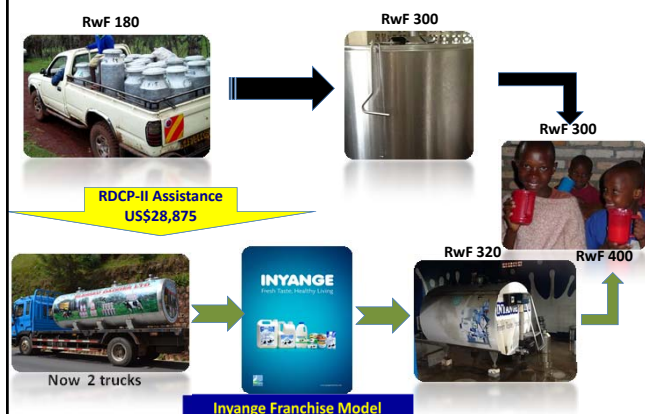 RwF 180
RwF 300
RwF 300
RDCP-II Assistance
US$28,875
RwF 320
RwF 400
INYANGE
Fresh Taste, Healthy Living
INYANGE
Now 2 trucks
Inyange Franchise Model